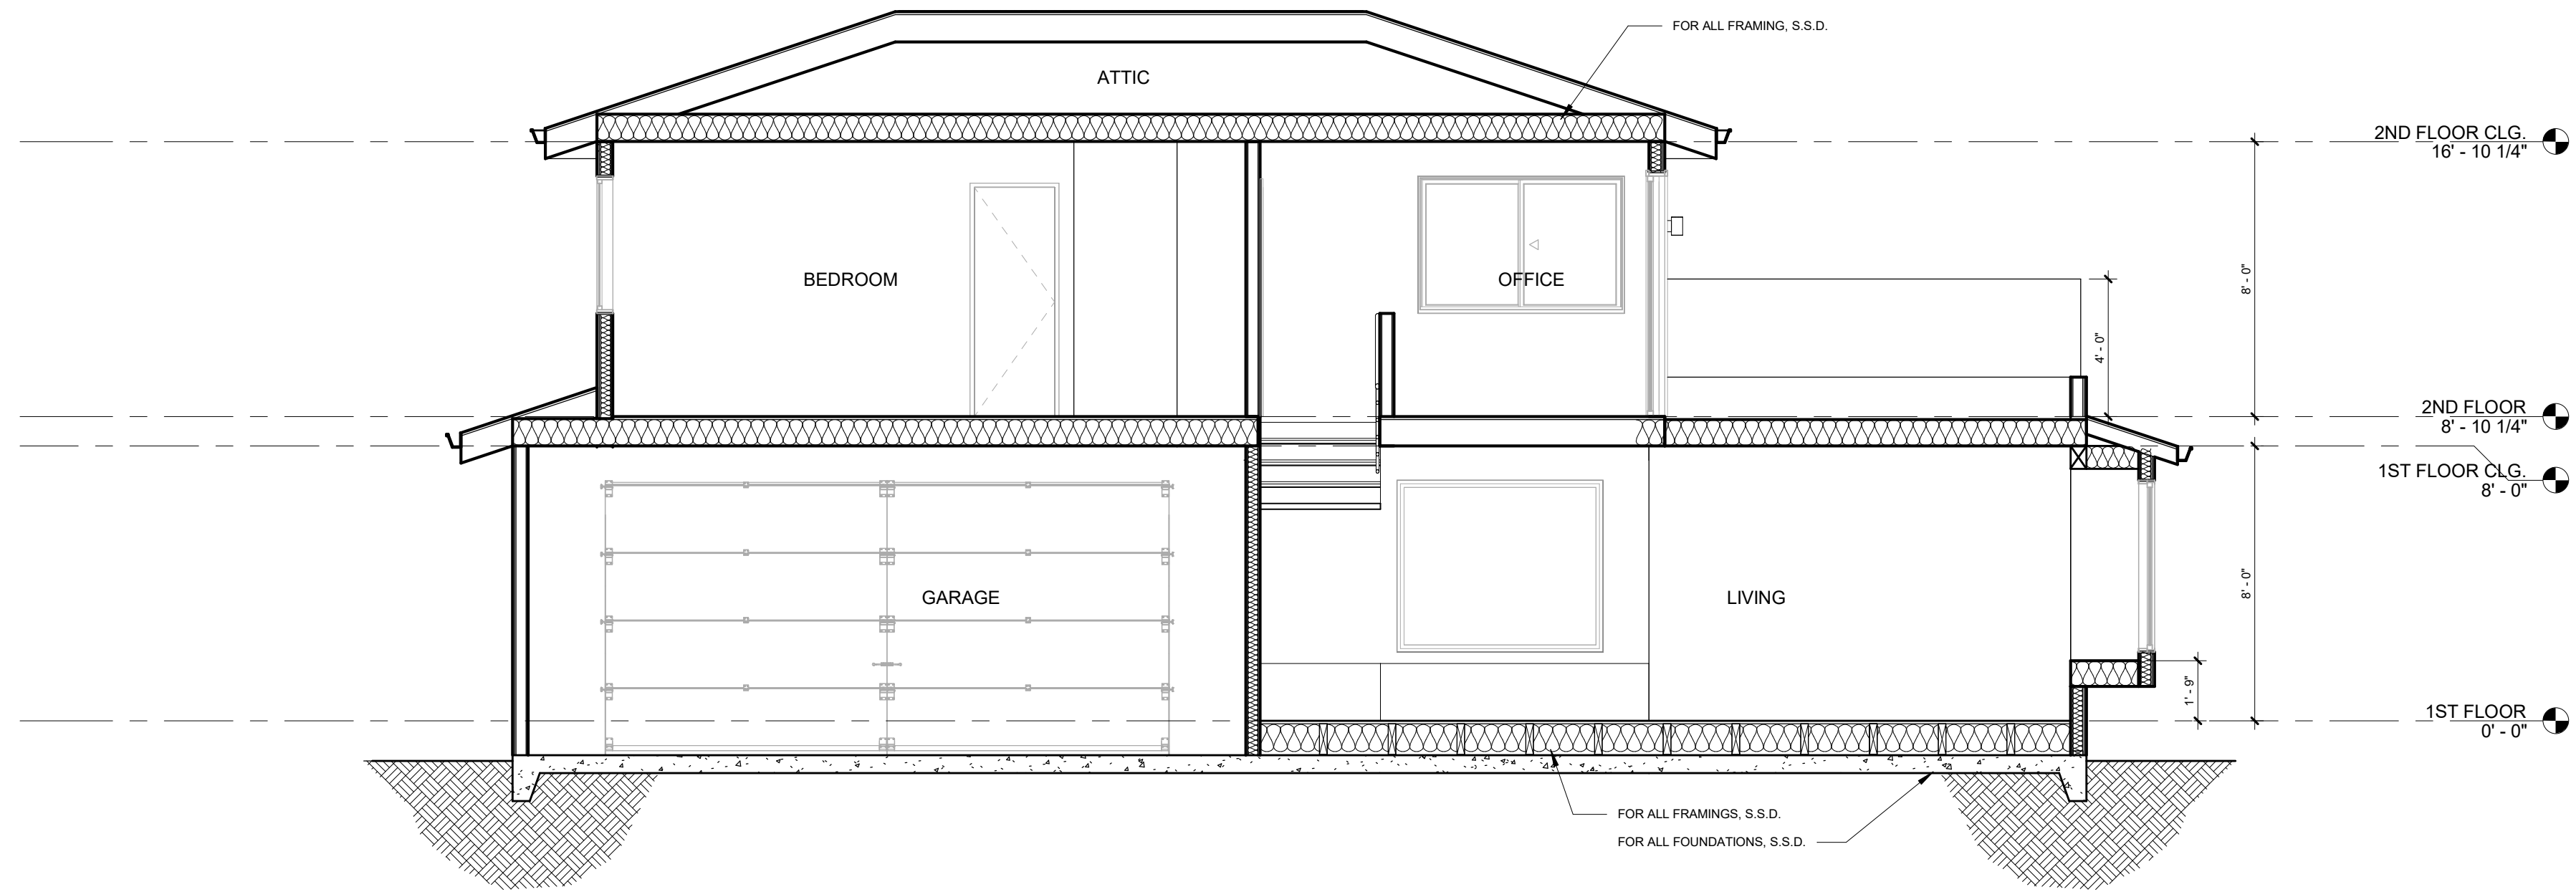 FOR ALL FRAMING, S.S.D.
ATTIC
2ND FLOOR CLG.
16' - 10 1/4"
BEDROOM
OFFICE
8' - 0"
4' - 0"
2ND FLOOR
8' - 10 1/4"
1ST FLOOR CLG.
8' - 0"
GARAGE
LIVING
8' - 0"
1' - 9"
1ST FLOOR
0' - 0"
FOR ALL FRAMINGS, S.S.D.
FOR ALL FOUNDATIONS, S.S.D.